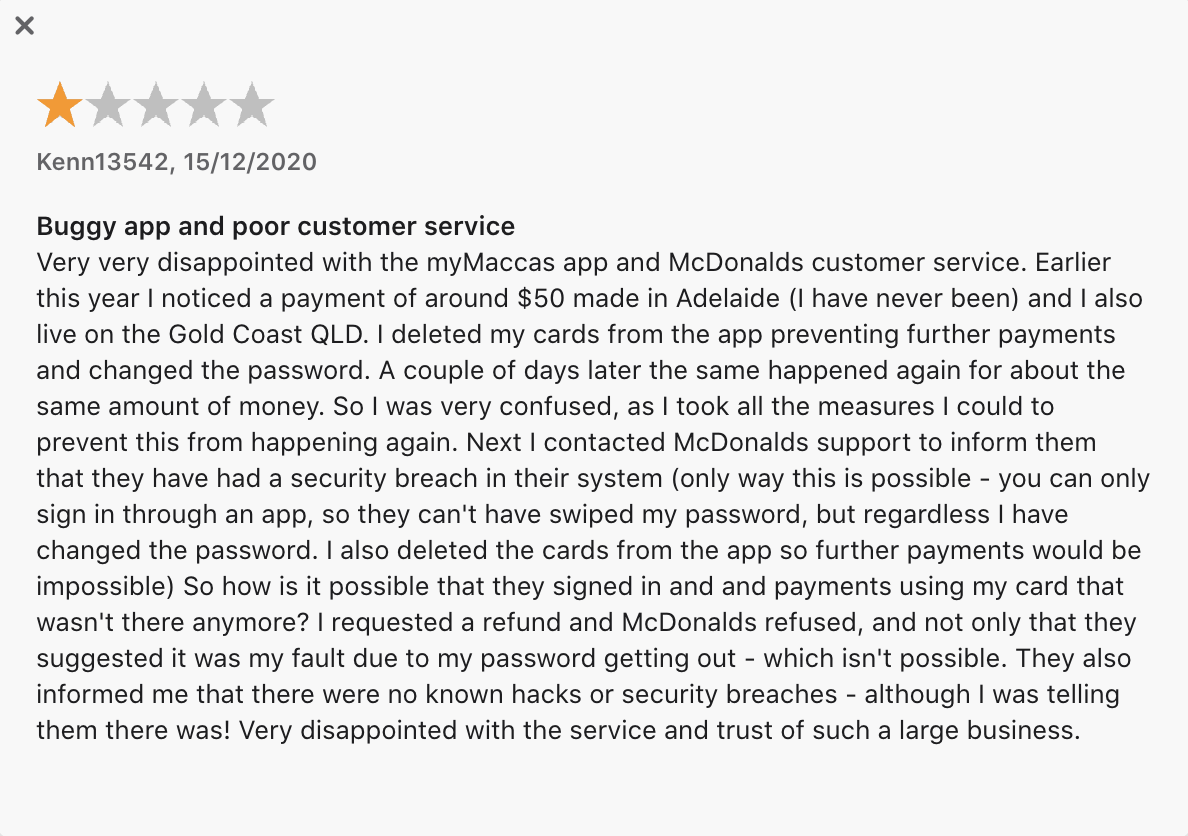 Kenn13542, 15/12/2020
Buggy app and poor customer service
Very very disappointed with the myMaccas app and McDonalds customer service. Earlier
this year I noticed a payment of around $50 made in Adelaide (I have never been) and I also
live on the Gold Coast QLD. I deleted my cards from the app preventing further payments
and changed the password. A couple of days later the same happened again for about the
same amount of money. So I was very confused, as I took all the measures I could to
prevent this from happening again. Next I contacted McDonalds support to inform them
that they have had a security breach in their system (only way this is possible - you can only
sign in through an app, so they can't have swiped my password, but regardless I have
changed the password. I also deleted the cards from the app so further payments would be
impossible) So how is it possible that they signed in and and payments using my card that
wasn't there anymore? I requested a refund and McDonalds refused, and not only that they
suggested it was my fault due to my password getting out - which isn't possible. They also
informed me that there were no known hacks or security breaches - although I was telling
them there was! Very disappointed with the service and trust of such a large business.